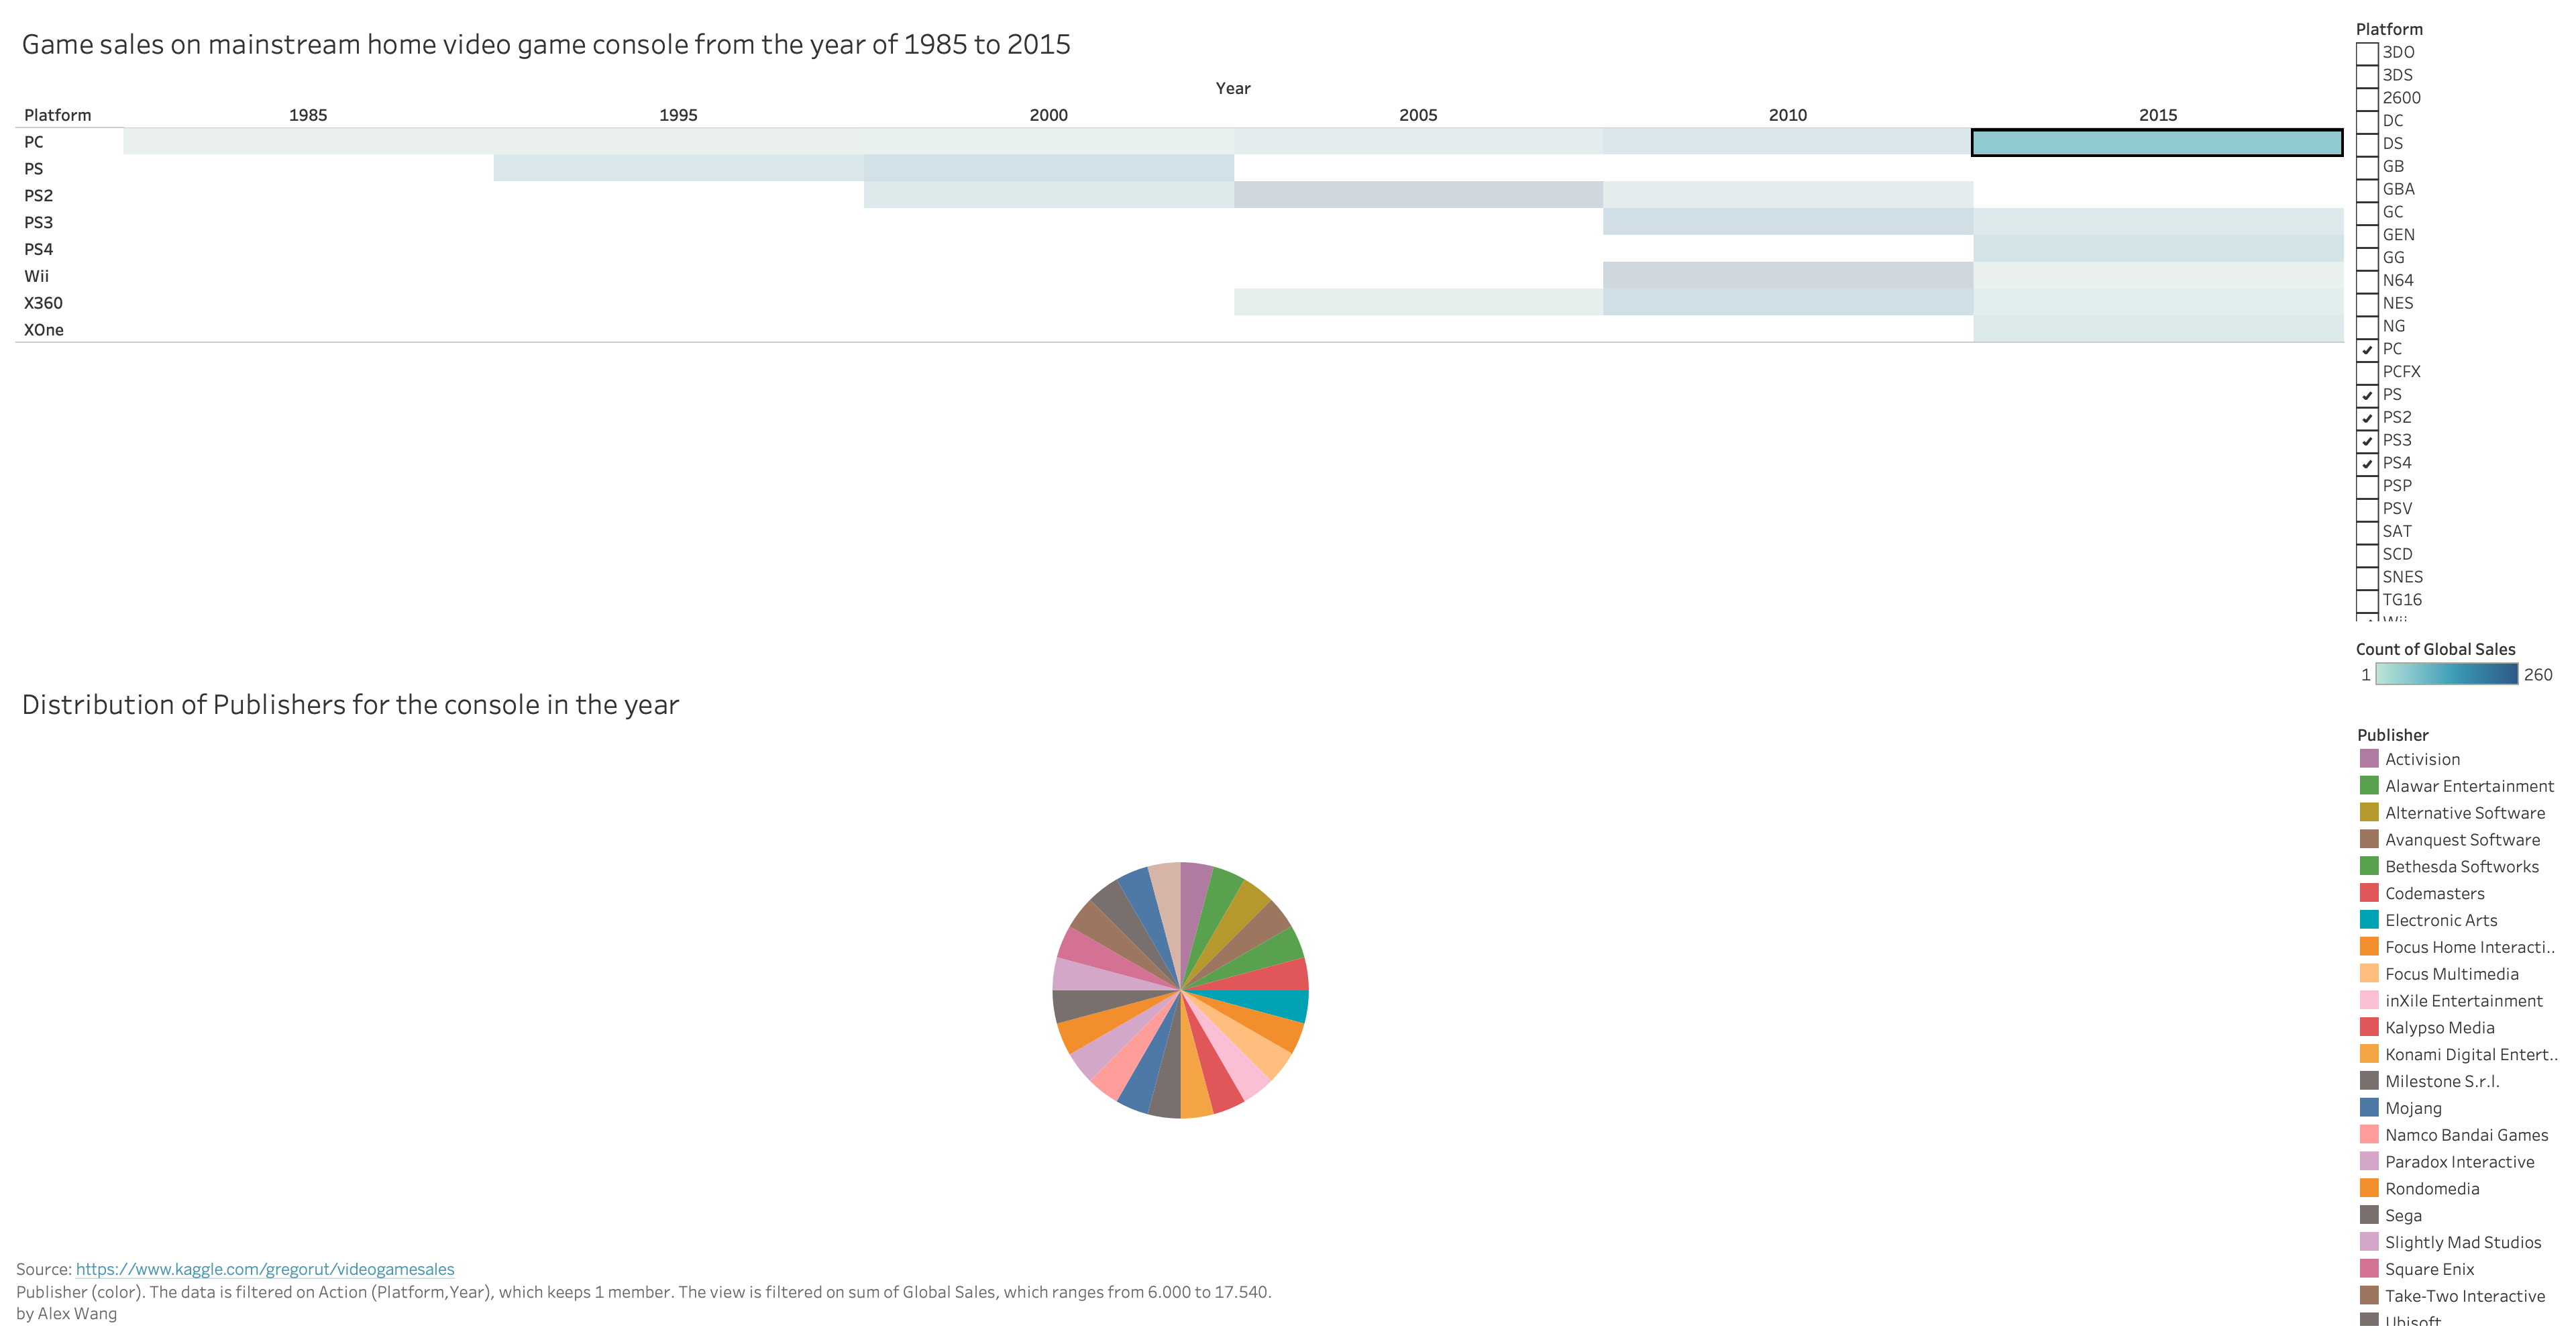 Game sales on mainstream home video game console from the year of 1985 to 2015
Year
Platform 1985 1995 2000 2005 2010 2015
PC
PS
PS2
PS3
PS4
Wii
X360
XOne
Platform
3DO
3DS
2600
DC
DS
GB
GBA
GC
GEN
GG
N64
NES
NG
PC
PCFX
PS
PS2
PS3
PS4
PSP
PSV
SAT
SCD
SNES
TG16
Wii
Count of Global Sales
1 260
Distribution of Publishers for the console in the year
Publisher
Activision
Alawar Entertainment
Alternative Software
Avanquest Software
Bethesda Softworks
Codemasters
Electronic Arts
Focus Home Interacti..
Focus Multimedia
inXile Entertainment
Kalypso Media
Konami Digital Entert..
Milestone S.r.l.
Mojang
Namco Bandai Games
Paradox Interactive
Rondomedia
Sega
Slightly Mad Studios
Square Enix
Take-Two Interactive
Ubisoft
Source: https://www.kaggle.com/gregorut/videogamesales
Publisher (color). The data is filtered on Action (Platform,Year), which keeps 1 member. The view is filtered on sum of Global Sales, which ranges from 6.000 to 17.540.
by Alex Wang